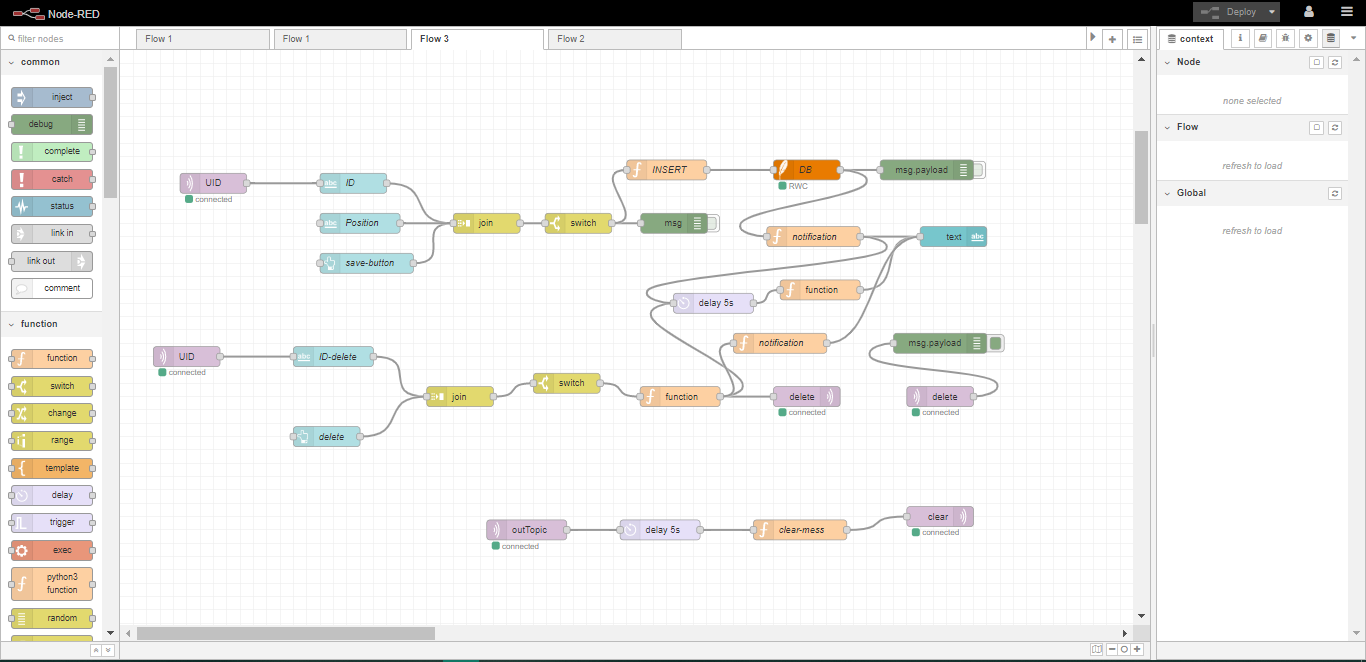 Node-RED
Deploy
filter nodes
Flow 1
Flow 1
Flow 3
Flow 2
context
common
inject
debug
complete
catch
status
link in
link out
comment
function
function
switch
change
range
template
delay
trigger
exec
python3
function
random
UID
connected
ID
Position
save-button
join
switch
INSERT
msg
DB
RWC
msg.payload
notification
text
delay 5s
function
notification
msg.payload
UID
connected
ID-delete
delete
join
switch
function
delete
connected
delete
connected
outTopic
connected
delay 5s
clear-mess
clear
connected
Node
none selected
Flow
refresh to load
Global
refresh to load